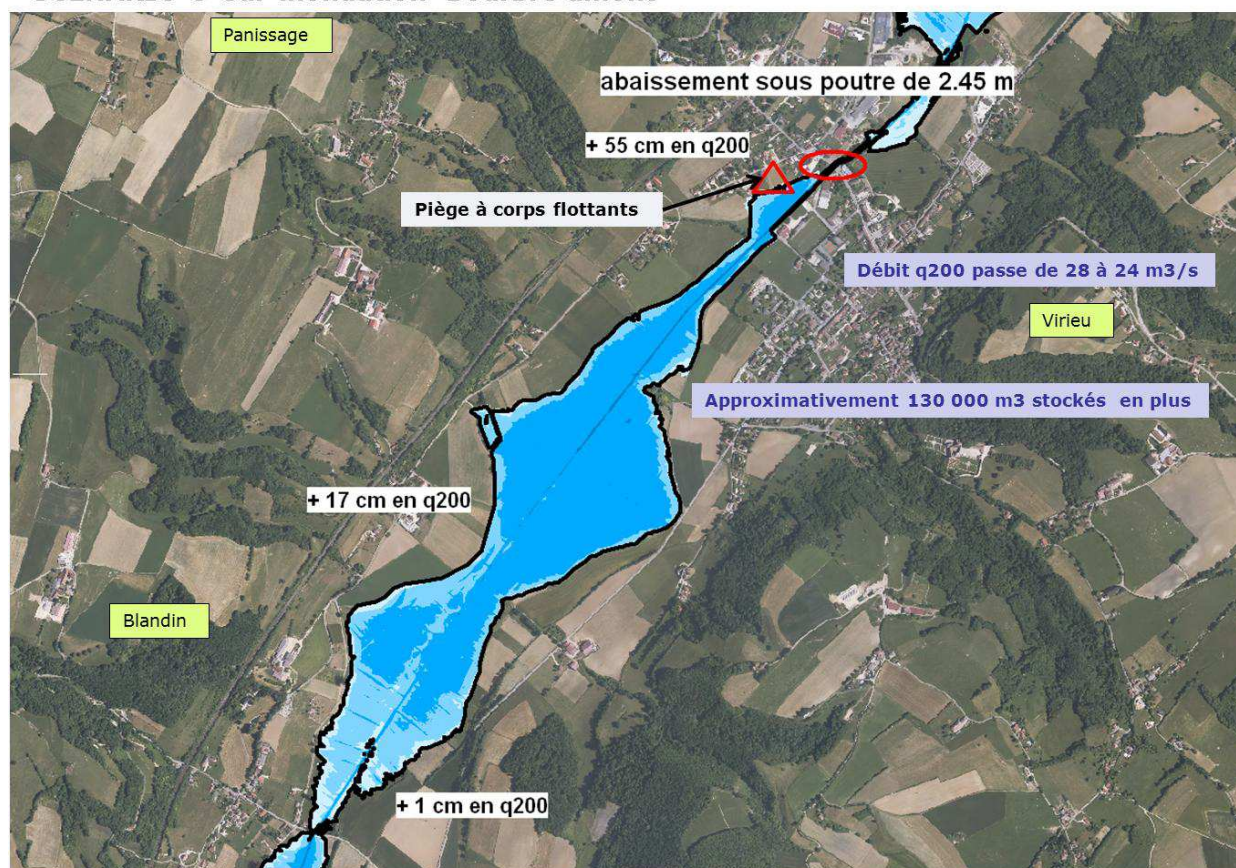 Panissage
abaissement sous poutre de 2.45 m
+ 55 cm en q200
Piège à corps flottants
Débit q200 passe de 28 à 24 m3/s
Virieu
Approximativement 130 000 m3 stockés en plus
+ 17 cm en q200
Blandin
+ 1 cm en q200